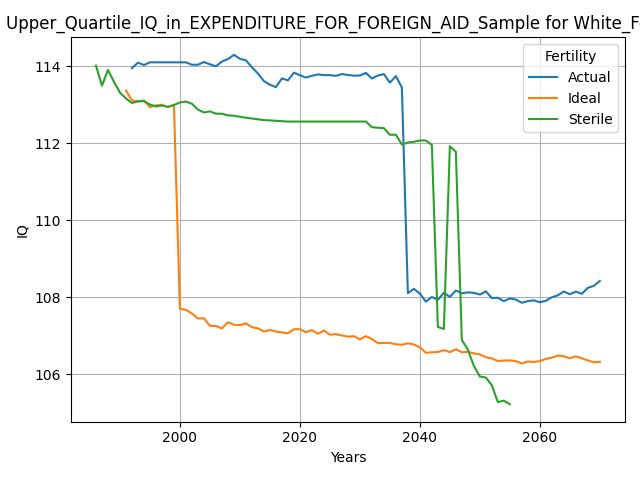 Upper_Quartile_IQ_in_EXPENDITURE_FOR_FOREIGN_AID_Sample for White_F
Fertility
Actual
Ideal
Sterile
114
112
110
108
106
IQ
2000
2020
2040
2060
Years